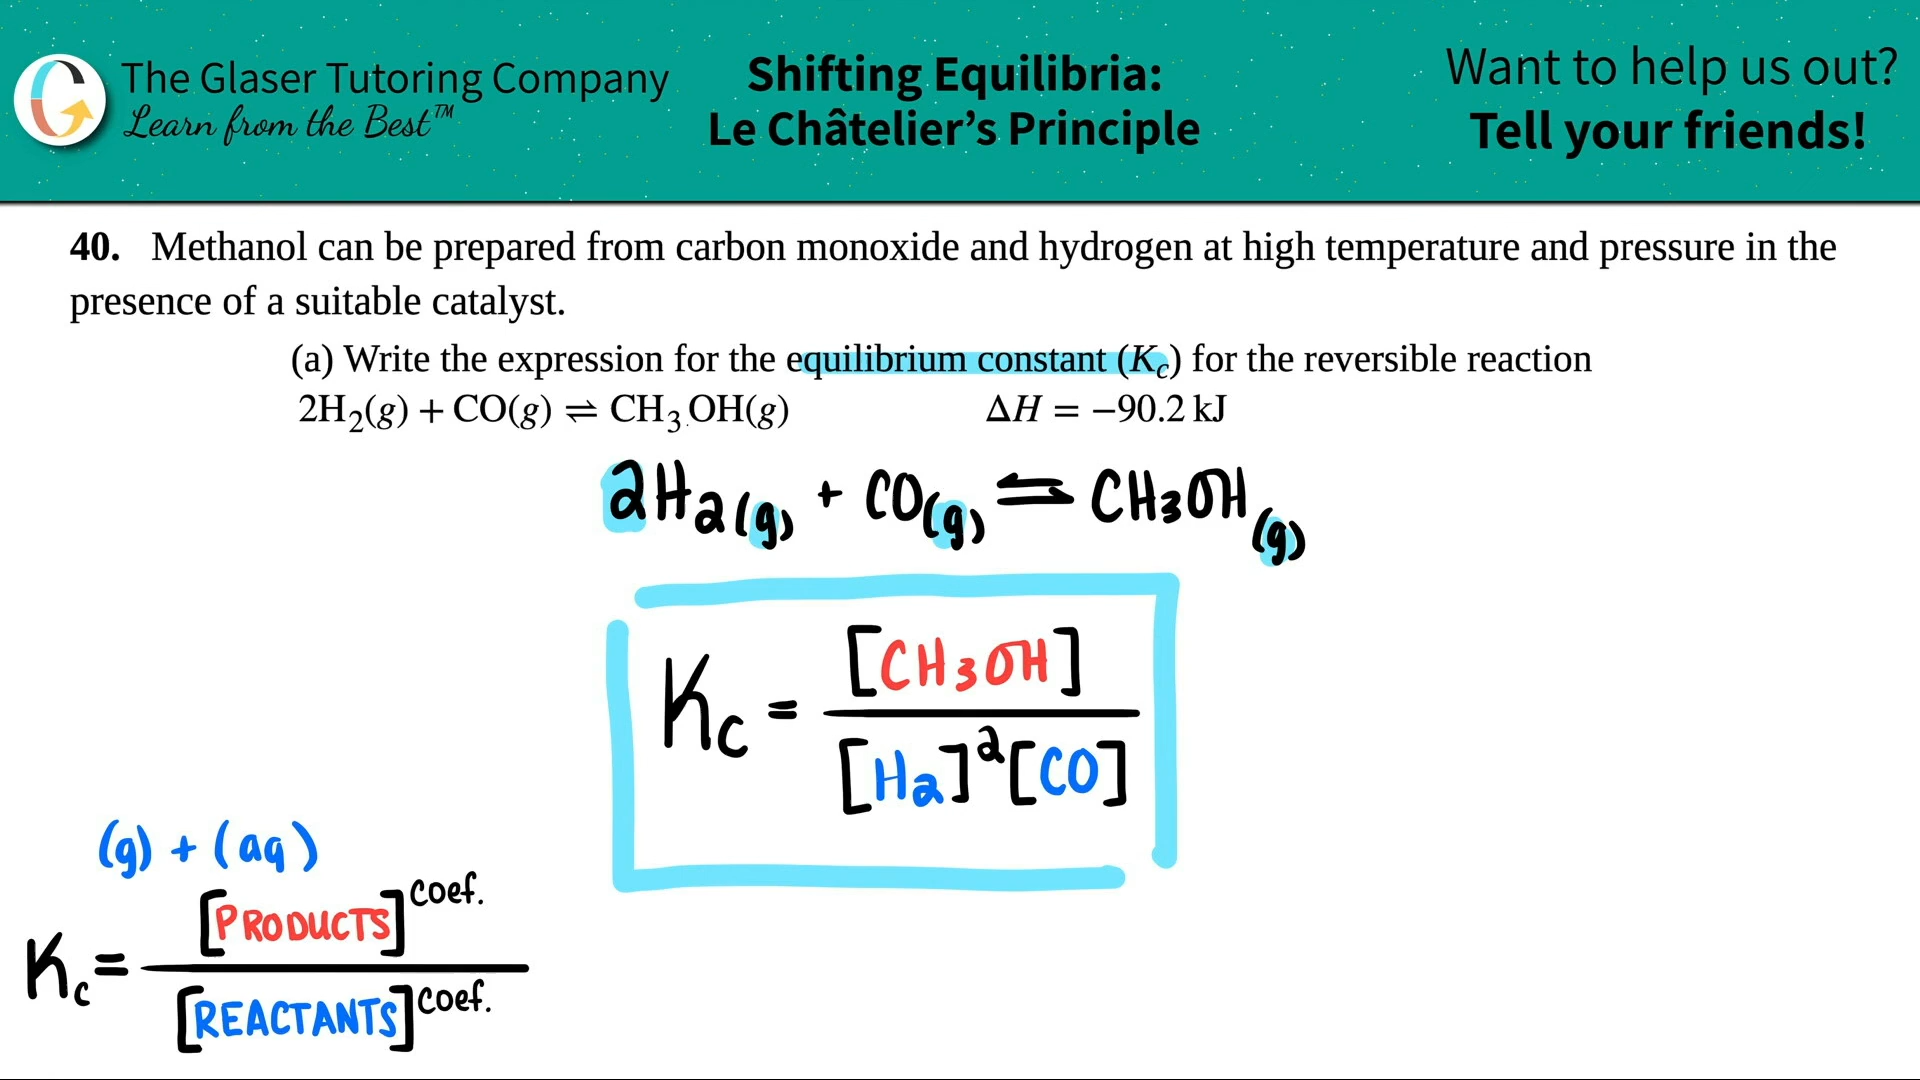 The Glaser Tutoring Company
Learn from the Best™
Shifting Equilibria:
Le Châtelier's Principle
Want to help us out?
Tell your friends!
40. Methanol can be prepared from carbon monoxide and hydrogen at high temperature and pressure in the
presence of a suitable catalyst.
(a) Write the expression for the equilibrium constant (Kc) for the reversible reaction
2H₂(g) + CO(g) ⇌ CH₃OH(g) ΔH = −90.2 kJ
2H₂(g) + CO(g) ⇌ CH₃OH(g)
[CH₃OH]
Kc =
[H₂]²[CO]
(g) + (aq)
[PRODUCTS]coef.
Kc =
[REACTANTS]coef.